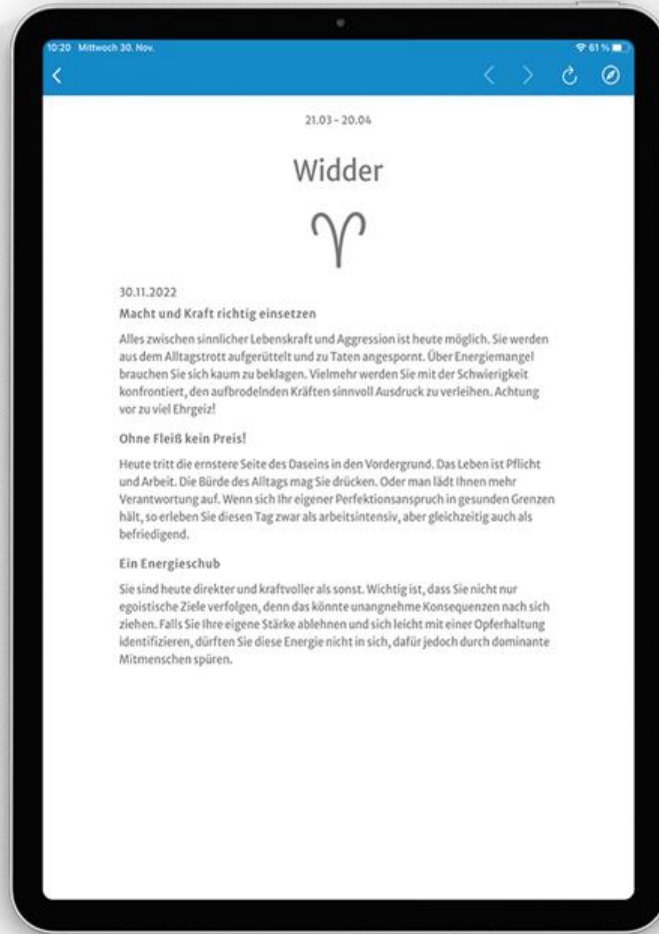 10:20 Mittwoch 30. Nov. 61 %
21.03 – 20.04
Widder
30.11.2022
Macht und Kraft richtig einsetzen
Alles zwischen sinnlicher Lebenskraft und Aggression ist heute möglich. Sie werden
aus dem Alltagstrott aufgerüttelt und zu Taten angespornt. Über Energiemangel
brauchen Sie sich kaum zu beklagen. Vielmehr werden Sie mit der Schwierigkeit
konfrontiert, den aufbrodelnden Kräften sinnvoll Ausdruck zu verleihen. Achtung
vor zu viel Ehrgeiz!
Ohne Fleiß kein Preis!
Heute tritt die ernstere Seite des Daseins in den Vordergrund. Das Leben ist Pflicht
und Arbeit. Die Bürde des Alltags mag Sie drücken. Oder man lädt Ihnen mehr
Verantwortung auf. Wenn sich Ihr eigener Perfektionsanspruch in gesunden Grenzen
hält, so erleben Sie diesen Tag zwar als arbeitsintensiv, aber gleichzeitig auch als
befriedigend.
Ein Energieschub
Sie sind heute direkter und kraftvoller als sonst. Wichtig ist, dass Sie nicht nur
egoistische Ziele verfolgen, denn das könnte unangnehme Konsequenzen nach sich
ziehen. Falls Sie Ihre eigene Stärke ablehnen und sich leicht mit einer Opferhaltung
identifizieren, dürften Sie diese Energie nicht in sich, dafür jedoch durch dominante
Mitmenschen spüren.